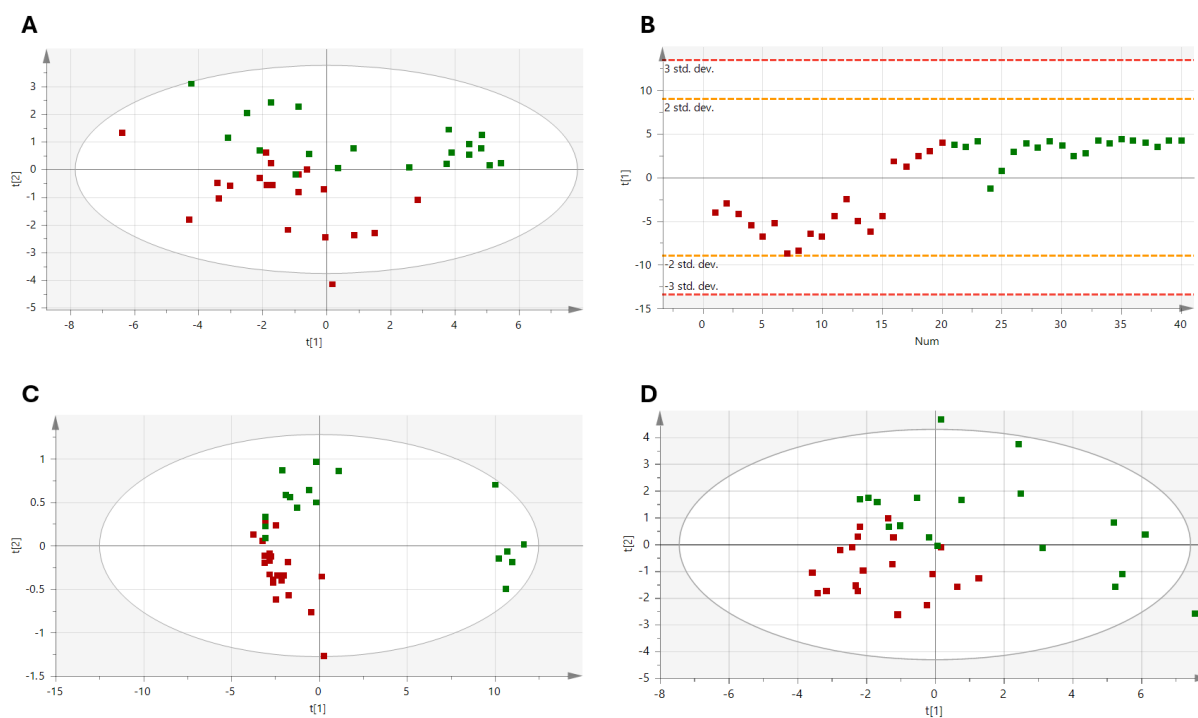 A
3
2
1
0
-1
-2
-3
-4
-5
t[2]
-8 -6 -4 -2 0 2 4 6
t[1]
B
3 std. dev.
2 std. dev.
-2 std. dev.
-3 std. dev.
10
5
0
-5
-10
-15
t[1]
0 5 10 15 20 25 30 35 40
Num
C
1
0.5
0
-0.5
-1
-1.5
t[2]
-15 -10 -5 0 5 10
t[1]
D
4
3
2
1
0
-1
-2
-3
-4
-5
t[2]
-8 -6 -4 -2 0 2 4 6
t[1]